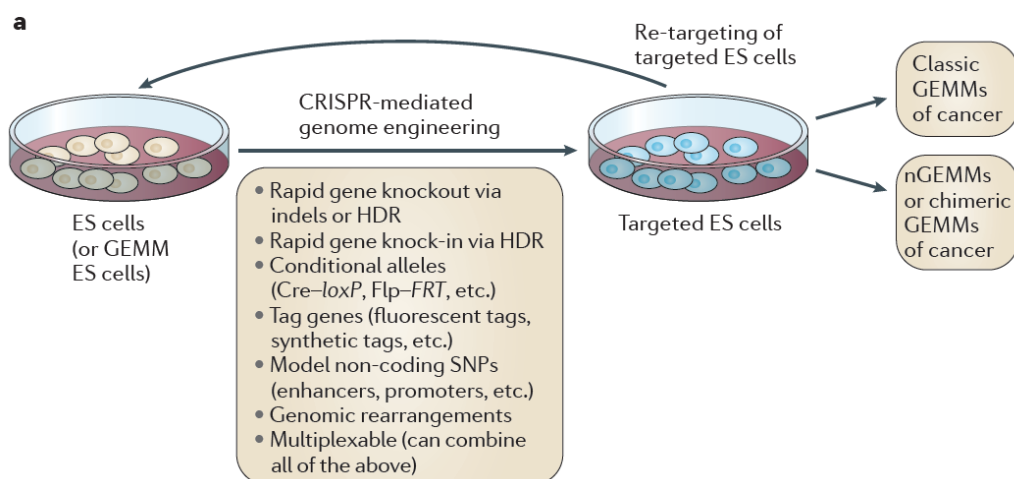 a
Re-targeting of
targeted ES cells
CRISPR-mediated
genome engineering
ES cells
(or GEMM
ES cells)
• Rapid gene knockout via
indels or HDR
• Rapid gene knock-in via HDR
• Conditional alleles
(Cre–loxP, Flp–FRT, etc.)
• Tag genes (fluorescent tags,
synthetic tags, etc.)
• Model non-coding SNPs
(enhancers, promoters, etc.)
• Genomic rearrangements
• Multiplexable (can combine
all of the above)
Targeted ES cells
Classic
GEMMs
of cancer
nGEMMs
or chimeric
GEMMs
of cancer